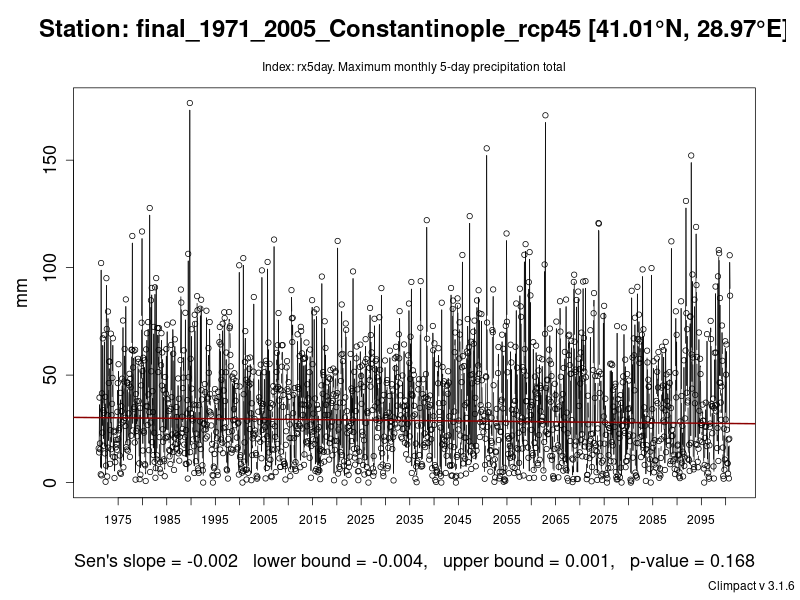 Station: final_1971_2005_Constantinople_rcp45 [41.01°N, 28.97°E]
Index: rx5day. Maximum monthly 5-day precipitation total
mm
150
100
50
0
1975 1985 1995 2005 2015 2025 2035 2045 2055 2065 2075 2085 2095
Sen's slope = -0.002 lower bound = -0.004, upper bound = 0.001, p-value = 0.168
Climpact v 3.1.6